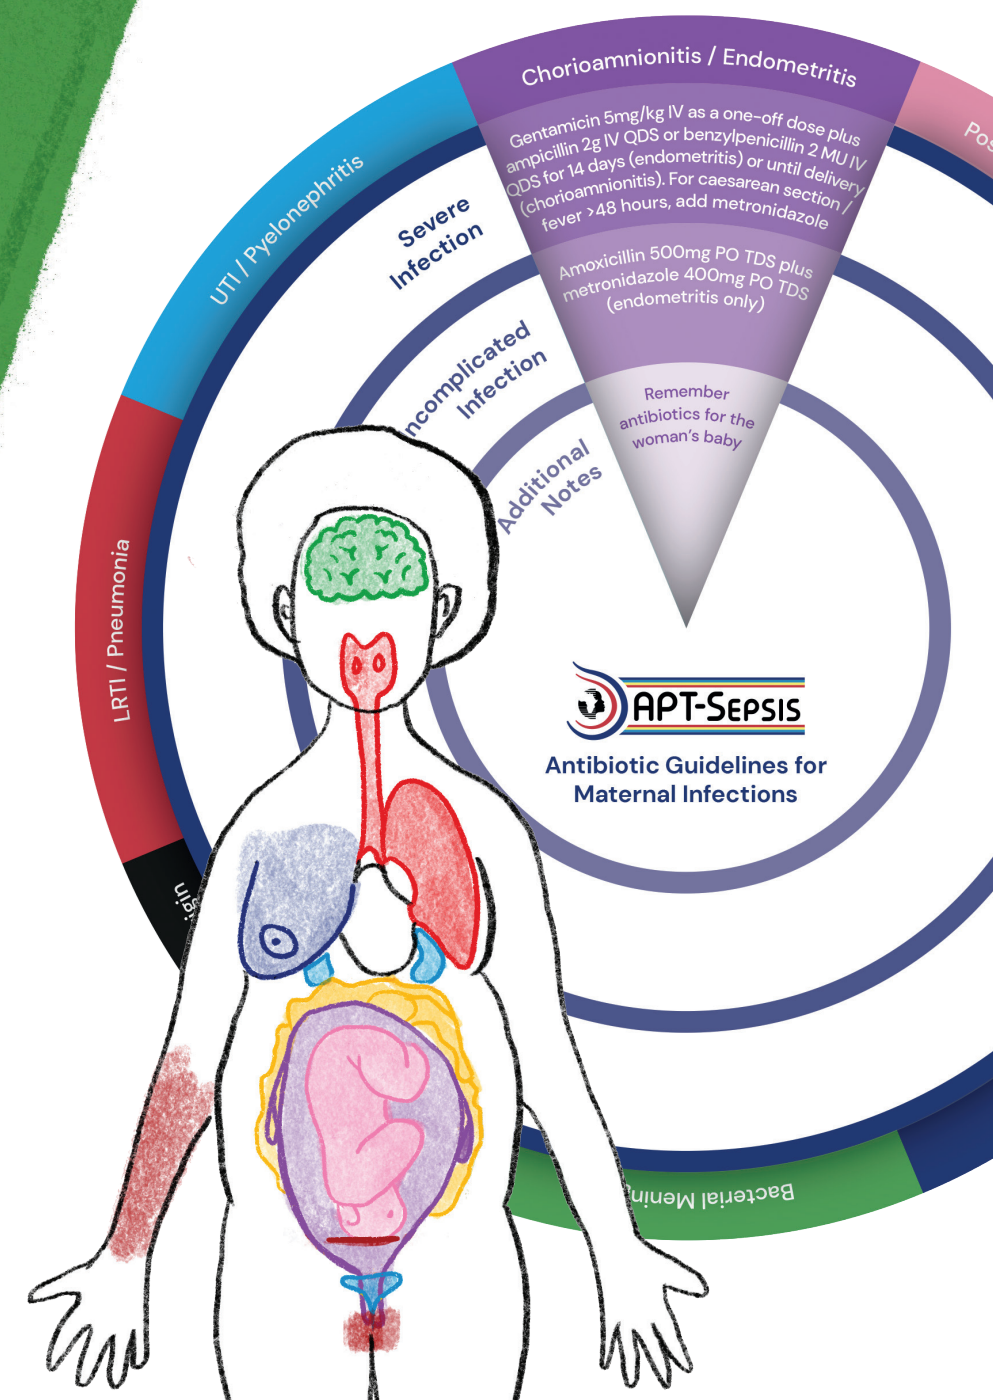 Chorioamnionitis / Endometritis
Gentamicin 5mg/kg IV as a one-off dose plus
ampicillin 2g IV QDS or benzylpenicillin 2 MU IV
QDS for 14 days (endometritis) or until delivery
(chorioamnionitis). For caesarean section /
fever >48 hours, add metronidazole
Amoxicillin 500mg PO TDS plus
metronidazole 400mg PO TDS
(endometritis only)
Remember
antibiotics for the
woman's baby
Severe
Infection
Infection
Additional
Notes
UTI / Pyelonephritis
LRTI / Pneumonia
Bacterial
APT-SEPSIS
Antibiotic Guidelines for
Maternal Infections